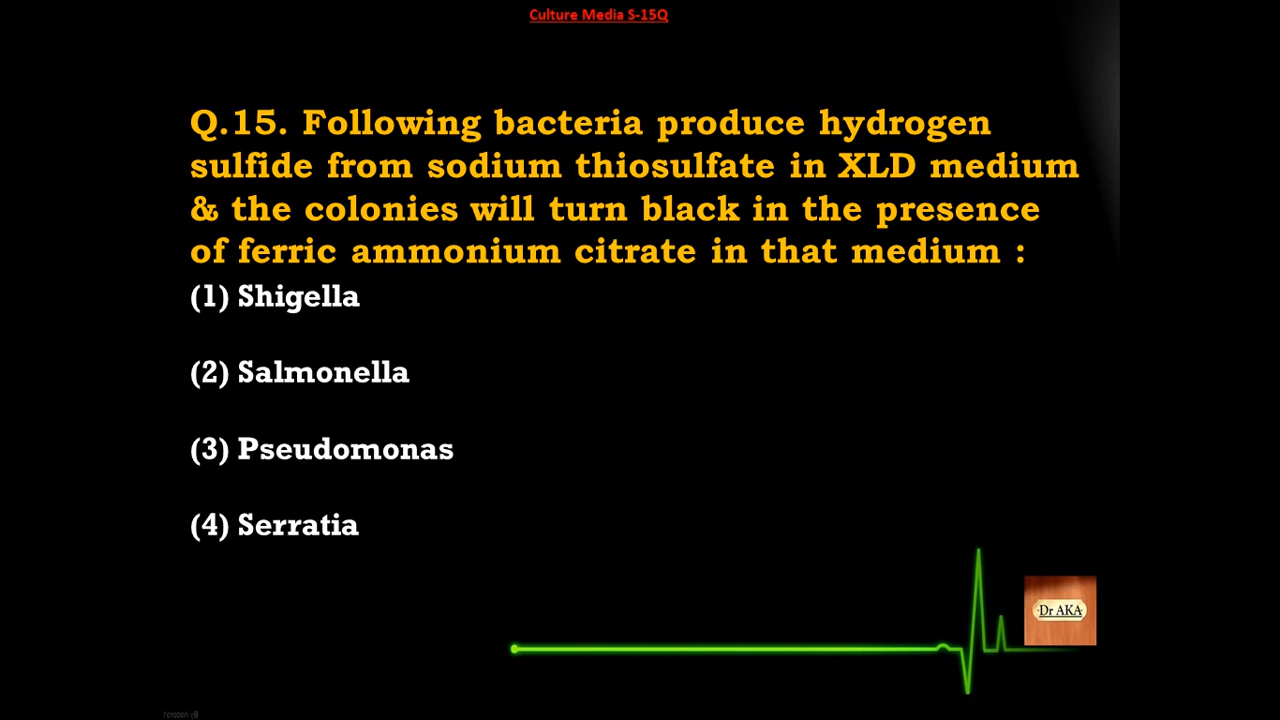 Culture Media S-15Q
Q.15. Following bacteria produce hydrogen
sulfide from sodium thiosulfate in XLD medium
& the colonies will turn black in the presence
of ferric ammonium citrate in that medium :
(1) Shigella
(2) Salmonella
(3) Pseudomonas
(4) Serratia
Dr AKA